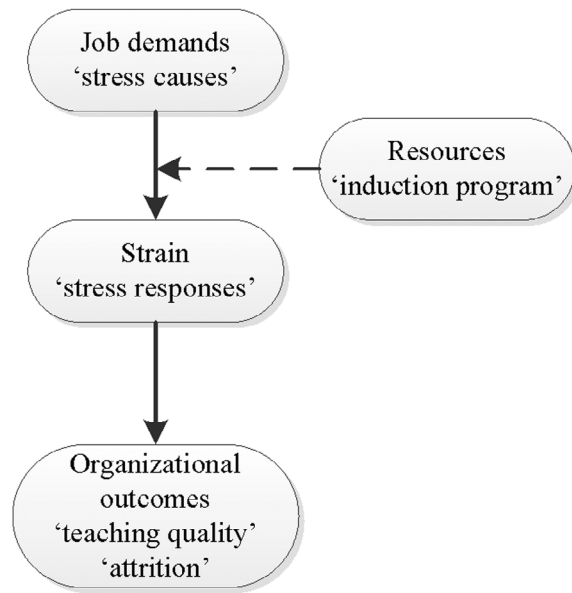 Job demands
‘stress causes’
Resources
‘induction program’
Strain
‘stress responses’
Organizational
outcomes
‘teaching quality’
‘attrition’